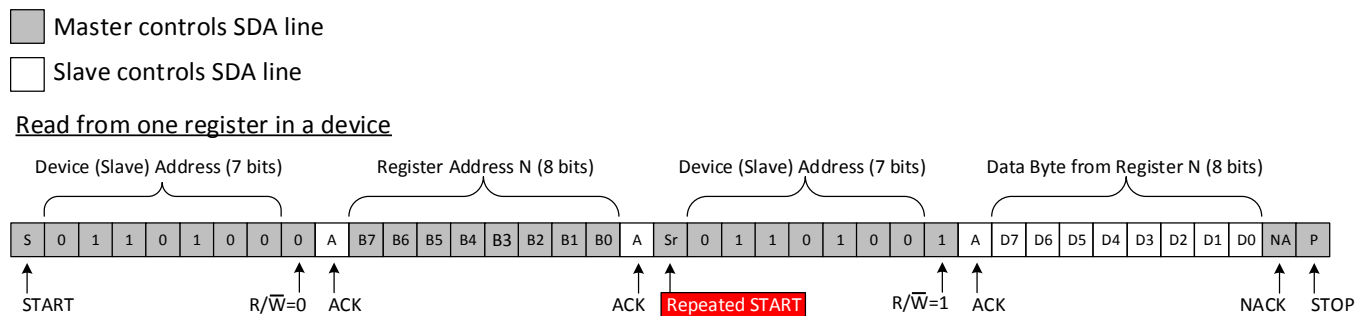 Master controls SDA line
Slave controls SDA line
Read from one register in a device
Device (Slave) Address (7 bits) Register Address N (8 bits) Device (Slave) Address (7 bits) Data Byte from Register N (8 bits)
S 0 1 1 0 1 0 0 0 A B7 B6 B5 B4 B3 B2 B1 B0 A Sr 0 1 1 0 1 0 0 1 A D7 D6 D5 D4 D3 D2 D1 D0 NA P
START R/W̅=0 ACK ACK Repeated START R/W̅=1 ACK NACK STOP